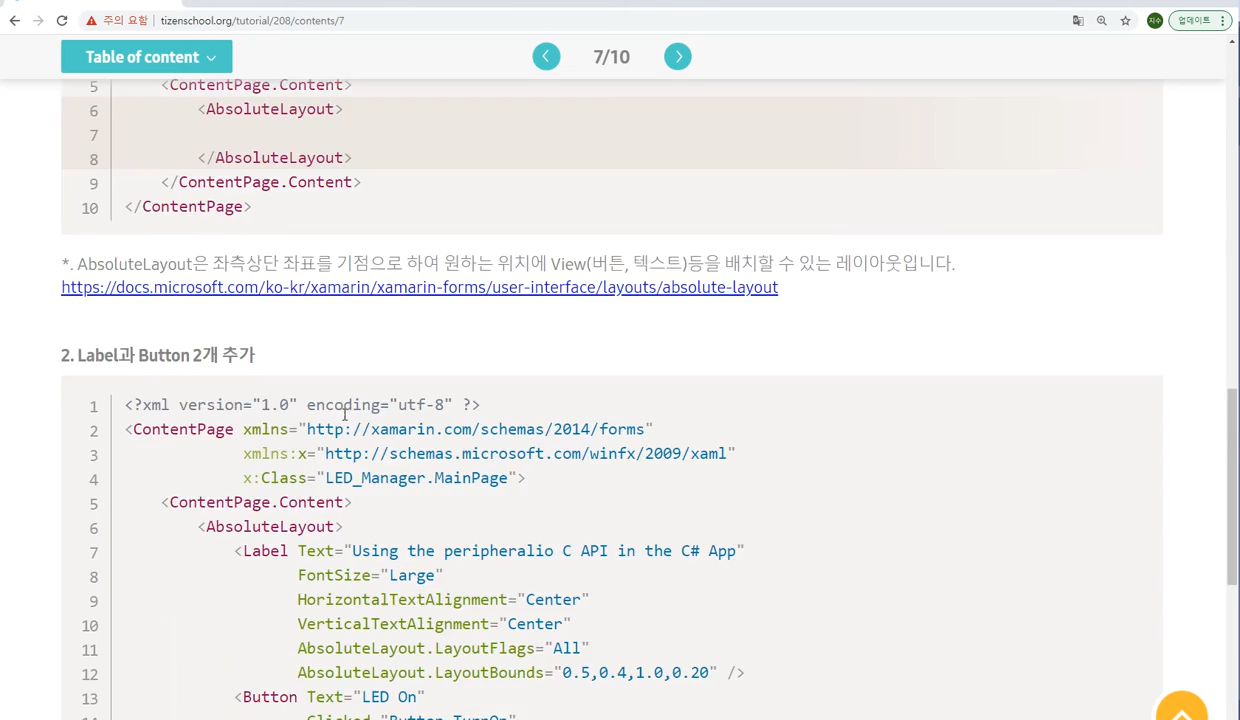 주의 요함 | tizenschool.org/tutorial/208/contents/7
지수
업데이트
Table of content
7/10
5 <ContentPage.Content>
6 <AbsoluteLayout>
7
8 </AbsoluteLayout>
9 </ContentPage.Content>
10 </ContentPage>
*. AbsoluteLayout은 좌측상단 좌표를 기점으로 하여 원하는 위치에 View(버튼, 텍스트)등을 배치할 수 있는 레이아웃입니다.
https://docs.microsoft.com/ko-kr/xamarin/xamarin-forms/user-interface/layouts/absolute-layout
2. Label과 Button 2개 추가
1 <?xml version="1.0" encoding="utf-8" ?>
2 <ContentPage xmlns="http://xamarin.com/schemas/2014/forms"
3 xmlns:x="http://schemas.microsoft.com/winfx/2009/xaml"
4 x:Class="LED_Manager.MainPage">
5 <ContentPage.Content>
6 <AbsoluteLayout>
7 <Label Text="Using the peripheralio C API in the C# App"
8 FontSize="Large"
9 HorizontalTextAlignment="Center"
10 VerticalTextAlignment="Center"
11 AbsoluteLayout.LayoutFlags="All"
12 AbsoluteLayout.LayoutBounds="0.5,0.4,1.0,0.20" />
13 <Button Text="LED On"
14 Clicked="Button_TurnOn"